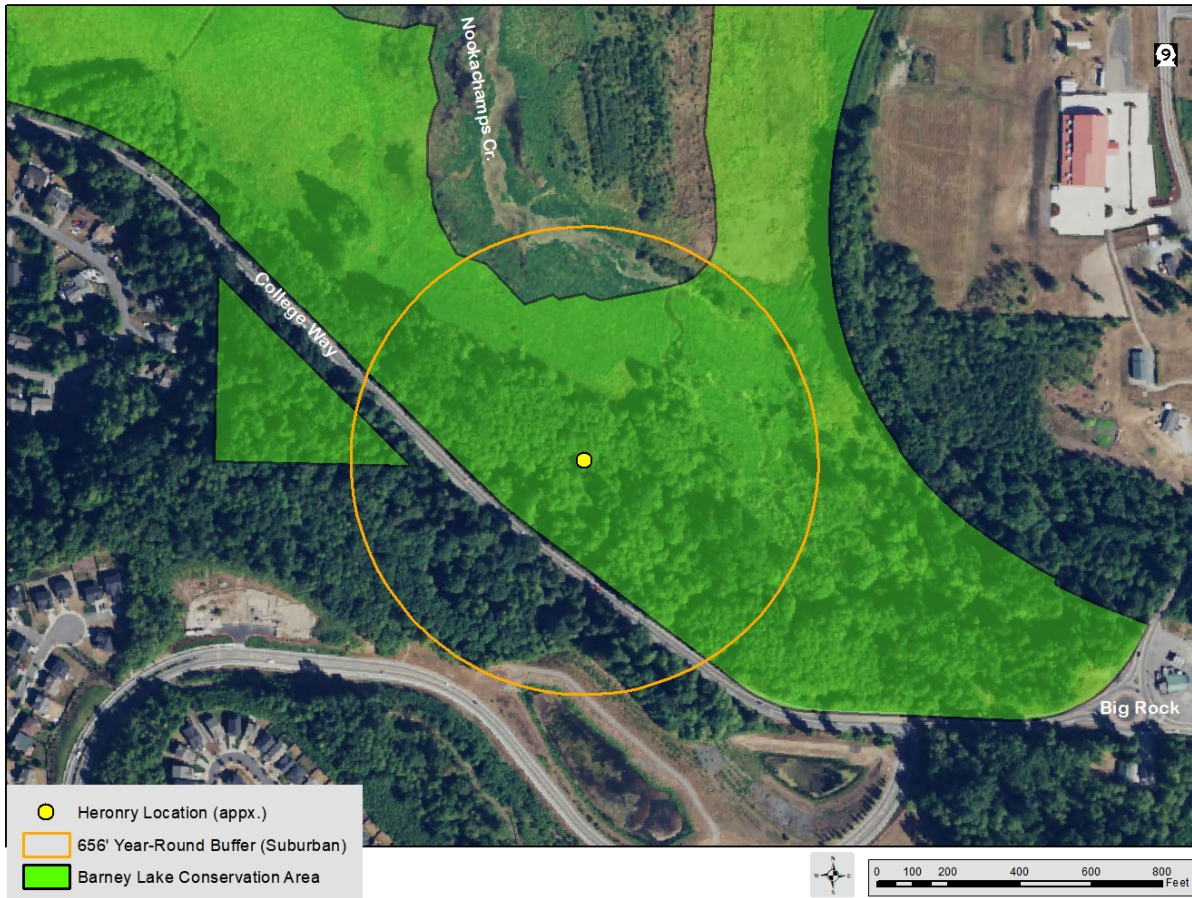 Nookachamps Cr.
9
College Way
Big Rock
Heronry Location (appx.)
656' Year-Round Buffer (Suburban)
Barney Lake Conservation Area
N
W E
S
0 100 200 400 600 800
Feet